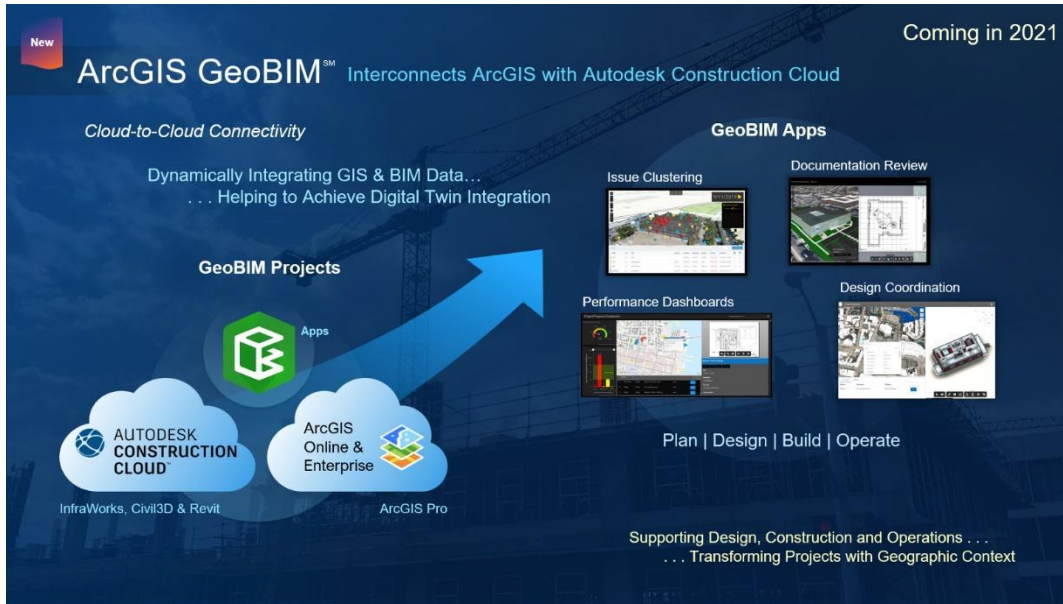 New
Coming in 2021
ArcGIS GeoBIM℠ Interconnects ArcGIS with Autodesk Construction Cloud
Cloud-to-Cloud Connectivity
Dynamically Integrating GIS & BIM Data…
. . . Helping to Achieve Digital Twin Integration
GeoBIM Projects
Apps
AUTODESK
CONSTRUCTION
CLOUD™
InfraWorks, Civil3D & Revit
ArcGIS
Online &
Enterprise
ArcGIS Pro
GeoBIM Apps
Issue Clustering
Documentation Review
Performance Dashboards
Design Coordination
Plan | Design | Build | Operate
Supporting Design, Construction and Operations . . .
. . . Transforming Projects with Geographic Context